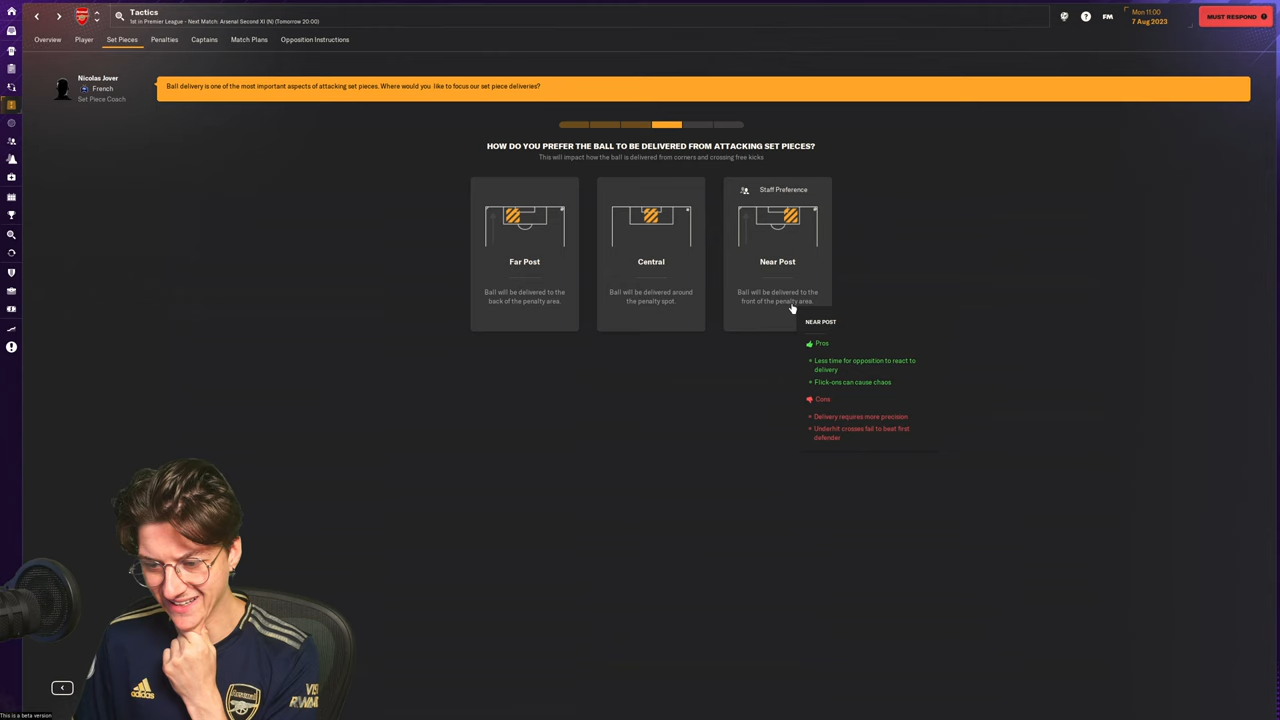 Tactics
1st in Premier League - Next Match: Arsenal Second XI (N) (Tomorrow 20:00)
FM
Mon 11:00
7 Aug 2023
MUST RESPOND
Overview
Player
Set Pieces
Penalties
Captains
Match Plans
Opposition Instructions
Nicolas Jover
French
Set Piece Coach
Ball delivery is one of the most important aspects of attacking set pieces. Where would you like to focus our set piece deliveries?
HOW DO YOU PREFER THE BALL TO BE DELIVERED FROM ATTACKING SET PIECES?
This will impact how the ball is delivered from corners and crossing free kicks
Far Post
Ball will be delivered to the
back of the penalty area.
Central
Ball will be delivered around
the penalty spot.
Staff Preference
Near Post
Ball will be delivered to the
front of the penalty area.
NEAR POST
Pros
Less time for opposition to react to
delivery
Flick-ons can cause chaos
Cons
Delivery requires more precision
Underhit crosses fail to beat first
defender
adidas
Arsenal
This is a beta version